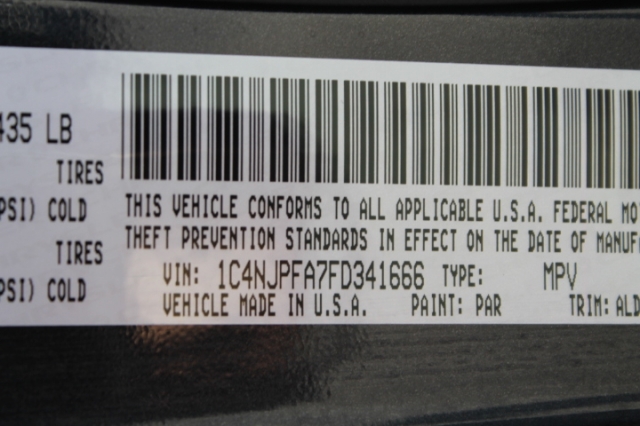 435 LB
TIRES
PSI) COLD
TIRES
PSI) COLD
THIS VEHICLE CONFORMS TO ALL APPLICABLE U.S.A. FEDERAL MO
THEFT PREVENTION STANDARDS IN EFFECT ON THE DATE OF MANUF
VIN: 1C4NJPFA7FD341666 TYPE: MPV
VEHICLE MADE IN U.S.A. PAINT: PAR TRIM: ALD